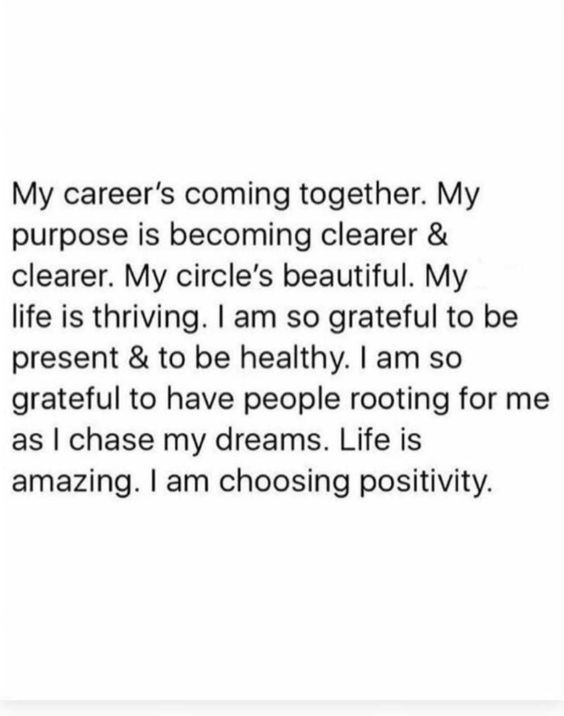 My career’s coming together. My
purpose is becoming clearer &
clearer. My circle’s beautiful. My
life is thriving. I am so grateful to be
present & to be healthy. I am so
grateful to have people rooting for me
as I chase my dreams. Life is
amazing. I am choosing positivity.